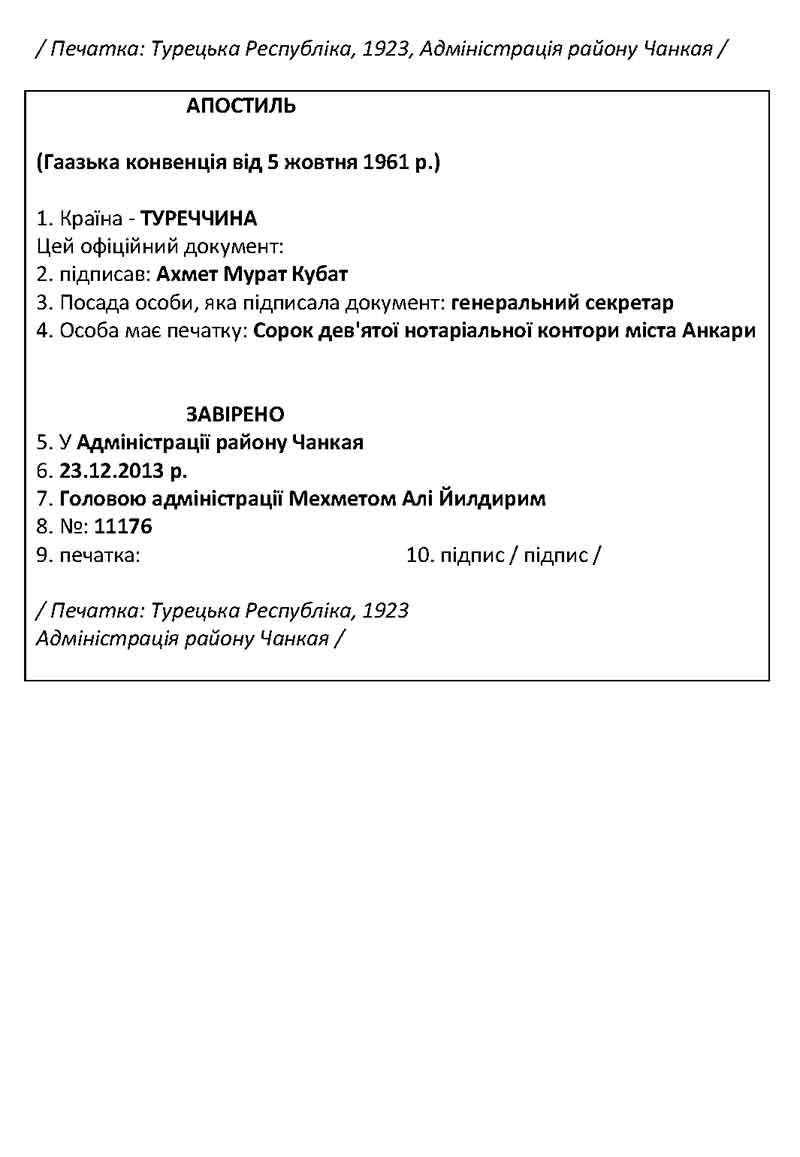 / Печатка: Турецька Республіка, 1923, Адміністрація району Чанкая /
АПОСТИЛЬ
(Гаазька конвенція від 5 жовтня 1961 р.)
1. Країна - ТУРЕЧЧИНА
Цей офіційний документ:
2. підписав: Ахмет Мурат Кубат
3. Посада особи, яка підписала документ: генеральний секретар
4. Особа має печатку: Сорок дев'ятої нотаріальної контори міста Анкари
ЗАВІРЕНО
5. У Адміністрації району Чанкая
6. 23.12.2013 р.
7. Головою адміністрації Мехметом Алі Йилдирим
8. №: 11176
9. печатка: 10. підпис / підпис /
/ Печатка: Турецька Республіка, 1923
Адміністрація району Чанкая /